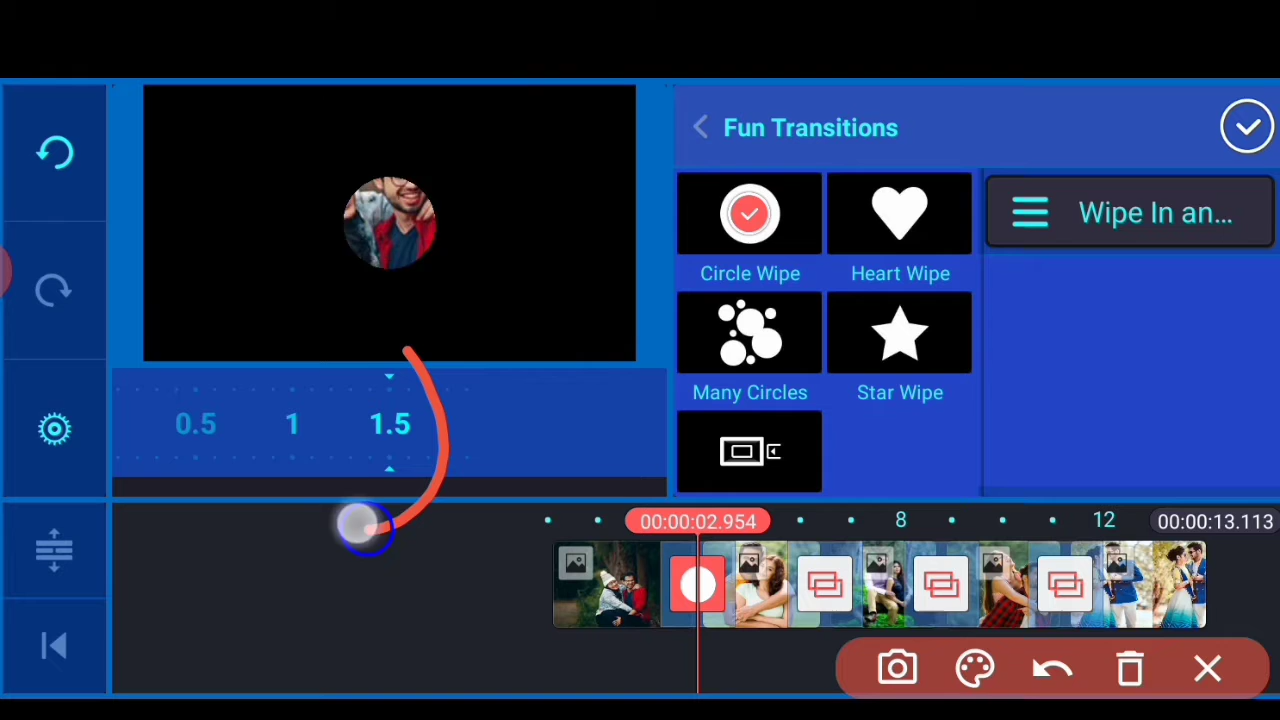 Fun Transitions
Wipe In an...
Circle Wipe
Heart Wipe
Many Circles
Star Wipe
0.5 1 1.5
00:00:02.954
8
12
00:00:13.113